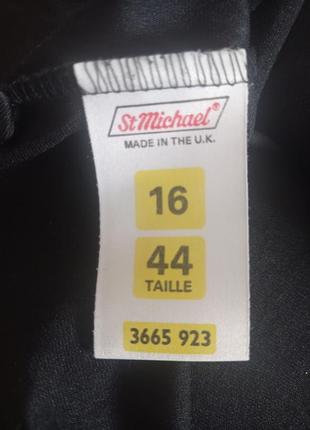 St Michael®
MADE IN THE U.K.
16
44
TAILLE
3665 923